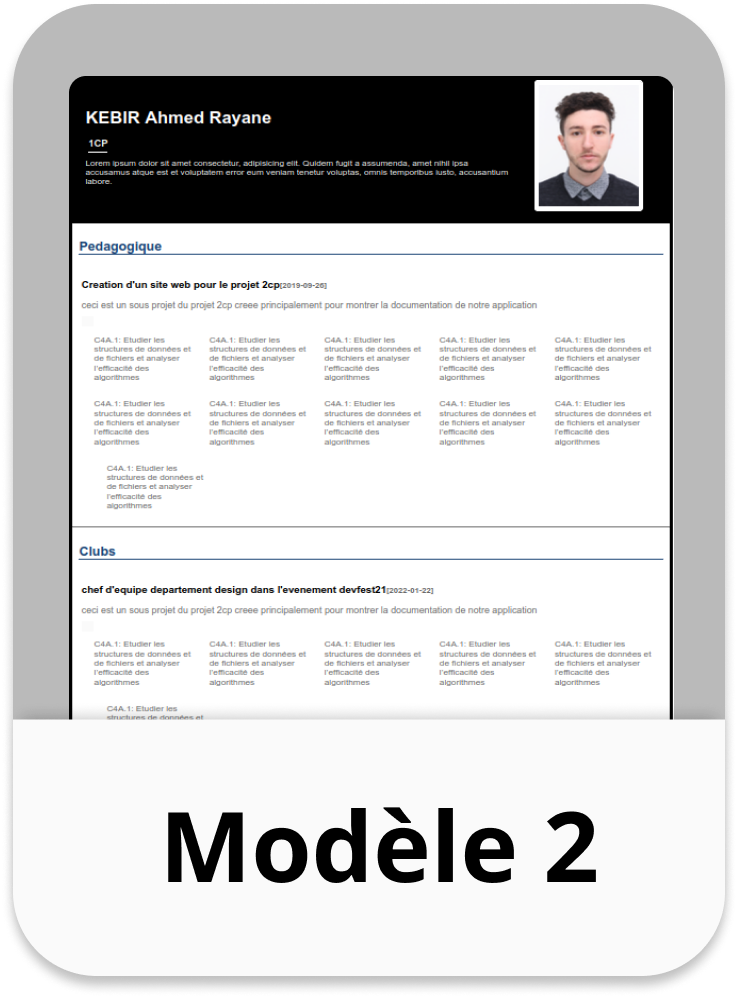 KEBIR Ahmed Rayane
1CP
Lorem ipsum dolor sit amet consectetur, adipisicing elit. Quidem fugit a assumenda, amet nihil ipsa
accusamus atque est et voluptatem error eum veniam tenetur voluptas, omnis temporibus iusto, accusantium
labore.
Pedagogique
Creation d'un site web pour le projet 2cp[2019-09-26]
ceci est un sous projet du projet 2cp creee principalement pour montrer la documentation de notre application
C4A.1: Etudier les C4A.1: Etudier les C4A.1: Etudier les C4A.1: Etudier les C4A.1: Etudier les
structures de données et structures de données et structures de données et structures de données et structures de données et
de fichiers et analyser de fichiers et analyser de fichiers et analyser de fichiers et analyser de fichiers et analyser
l'efficacité des l'efficacité des l'efficacité des l'efficacité des l'efficacité des
algorithmes algorithmes algorithmes algorithmes algorithmes
C4A.1: Etudier les C4A.1: Etudier les C4A.1: Etudier les C4A.1: Etudier les C4A.1: Etudier les
structures de données et structures de données et structures de données et structures de données et structures de données et
de fichiers et analyser de fichiers et analyser de fichiers et analyser de fichiers et analyser de fichiers et analyser
l'efficacité des l'efficacité des l'efficacité des l'efficacité des l'efficacité des
algorithmes algorithmes algorithmes algorithmes algorithmes
C4A.1: Etudier les
structures de données et
de fichiers et analyser
l'efficacité des
algorithmes
Clubs
chef d'equipe departement design dans l'evenement devfest21[2022-01-22]
ceci est un sous projet du projet 2cp creee principalement pour montrer la documentation de notre application
C4A.1: Etudier les C4A.1: Etudier les C4A.1: Etudier les C4A.1: Etudier les C4A.1: Etudier les
structures de données et structures de données et structures de données et structures de données et structures de données et
de fichiers et analyser de fichiers et analyser de fichiers et analyser de fichiers et analyser de fichiers et analyser
l'efficacité des l'efficacité des l'efficacité des l'efficacité des l'efficacité des
algorithmes algorithmes algorithmes algorithmes algorithmes
C4A.1: Etudier les
structures de données et
Modèle 2